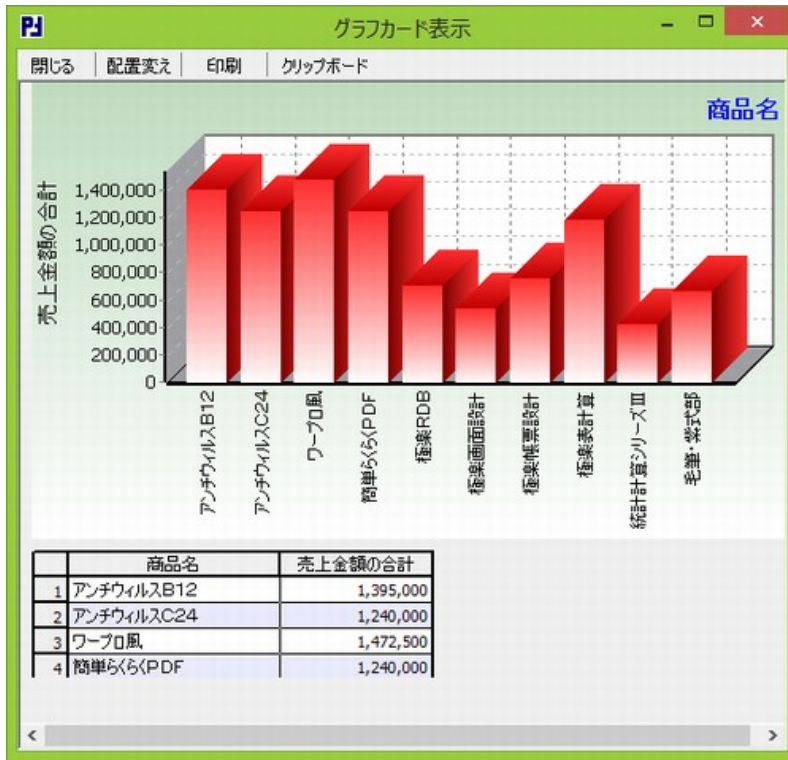 グラフカード表示
閉じる 配置変え 印刷 クリップボード
商品名
売上金額の合計
1,400,000
1,200,000
1,000,000
800,000
600,000
400,000
200,000
0
アンチウィルスB12
アンチウィルスC24
ワープロ風
簡単らくらくPDF
極楽RDB
極楽画面設計
極楽帳票設計
極楽表計算
統計計算シリーズⅢ
毛筆・紫式部
商品名 売上金額の合計
1 アンチウィルスB12 1,395,000
2 アンチウィルスC24 1,240,000
3 ワープロ風 1,472,500
4 簡単らくらくPDF 1,240,000